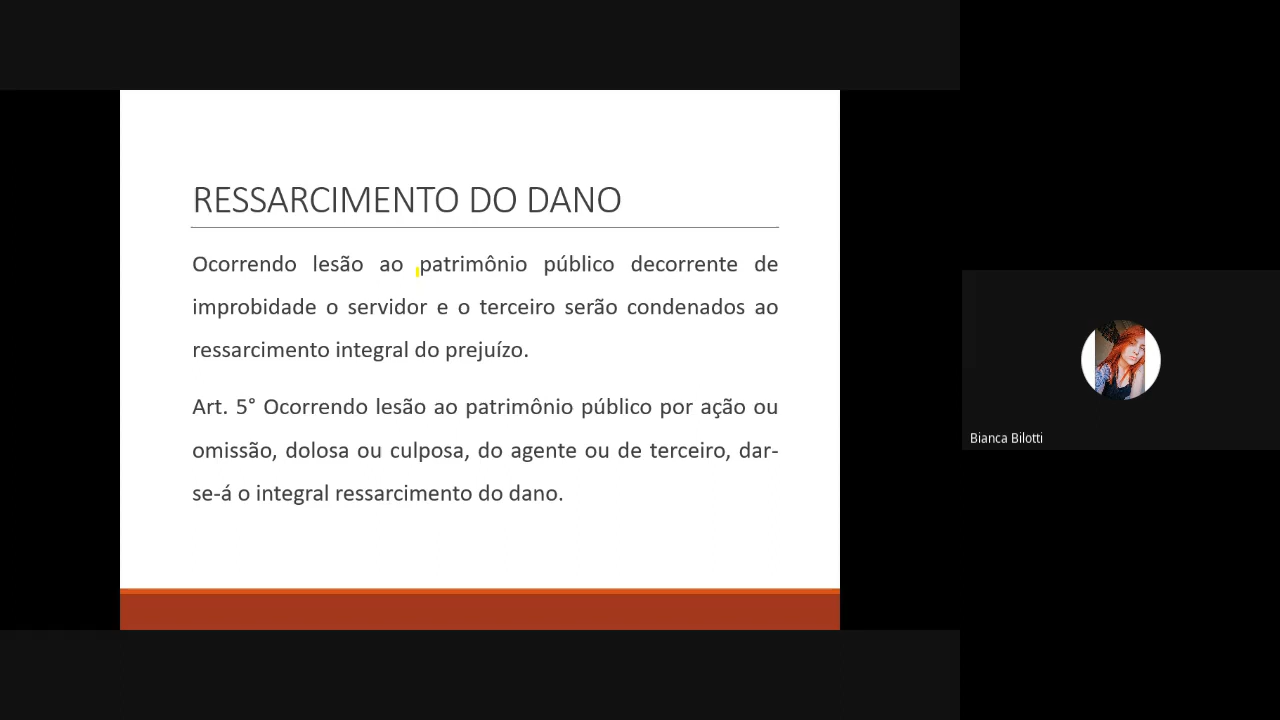 RESSARCIMENTO DO DANO
Ocorrendo lesão ao patrimônio público decorrente de
improbidade o servidor e o terceiro serão condenados ao
ressarcimento integral do prejuízo.
Art. 5° Ocorrendo lesão ao patrimônio público por ação ou
omissão, dolosa ou culposa, do agente ou de terceiro, dar-
se-á o integral ressarcimento do dano.
Bianca Bilotti